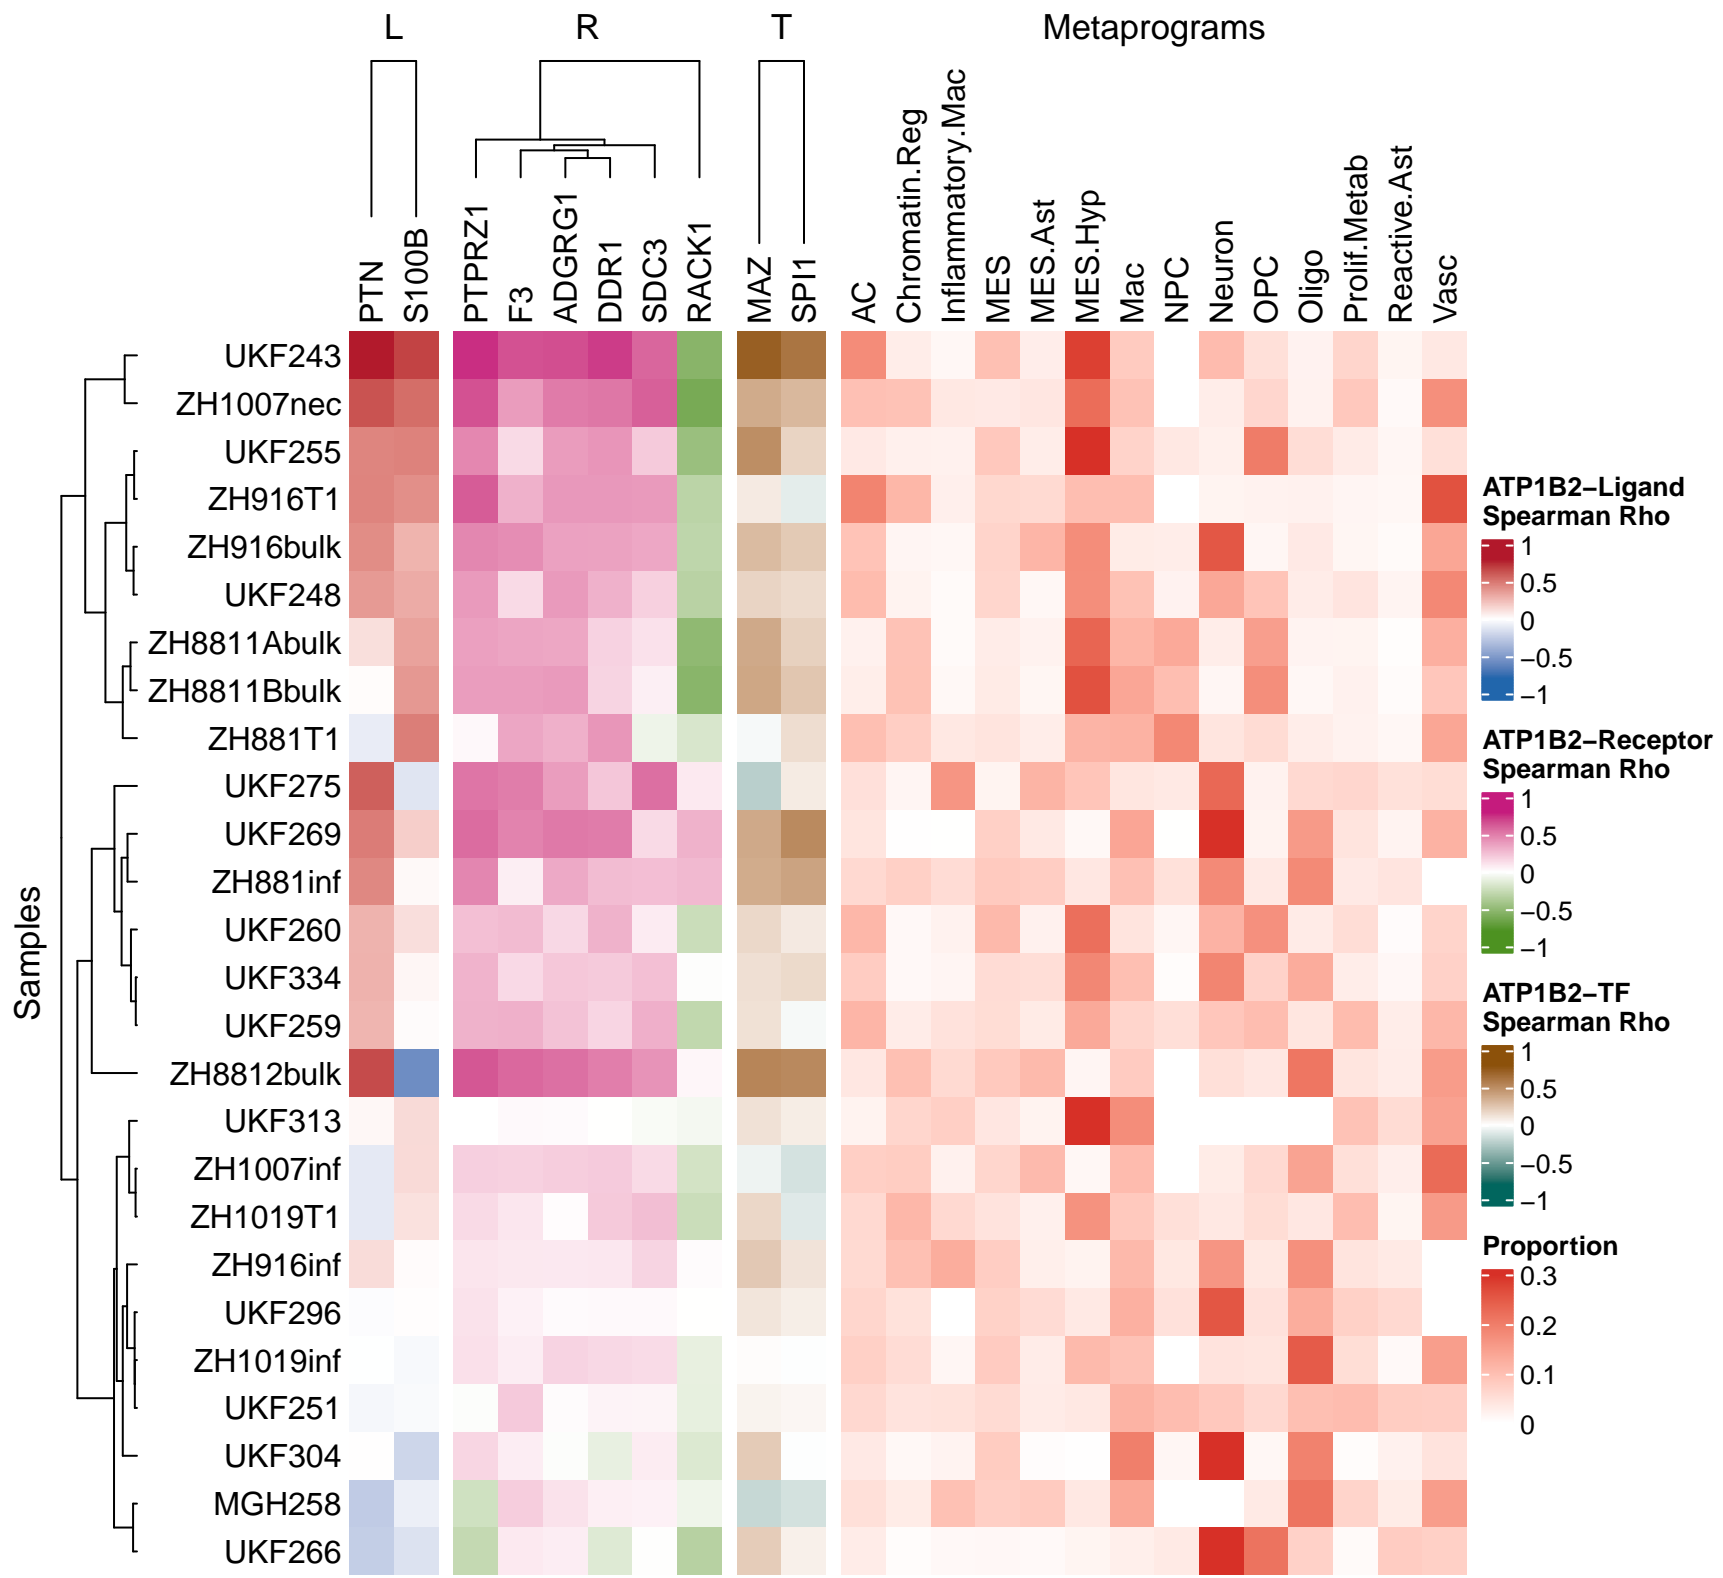 L R T Metaprograms
PTN
S100B
PTPRZ1
F3
ADGRG1
DDR1
SDC3
RACK1
MAZ
SPI1
AC
Chromatin.Reg
Inflammatory.Mac
MES
MES.Ast
MES.Hyp
Mac
NPC
Neuron
OPC
Oligo
Prolif.Metab
Reactive.Ast
Vasc
Samples
UKF243
ZH1007nec
UKF255
ZH916T1
ZH916bulk
UKF248
ZH8811Abulk
ZH8811Bbulk
ZH881T1
UKF275
UKF269
ZH881inf
UKF260
UKF334
UKF259
ZH8812bulk
UKF313
ZH1007inf
ZH1019T1
ZH916inf
UKF296
ZH1019inf
UKF251
UKF304
MGH258
UKF266
ATP1B2−Ligand
Spearman Rho
1
0.5
0
−0.5
−1
ATP1B2−Receptor
Spearman Rho
1
0.5
0
−0.5
−1
ATP1B2−TF
Spearman Rho
1
0.5
0
−0.5
−1
Proportion
0.3
0.2
0.1
0